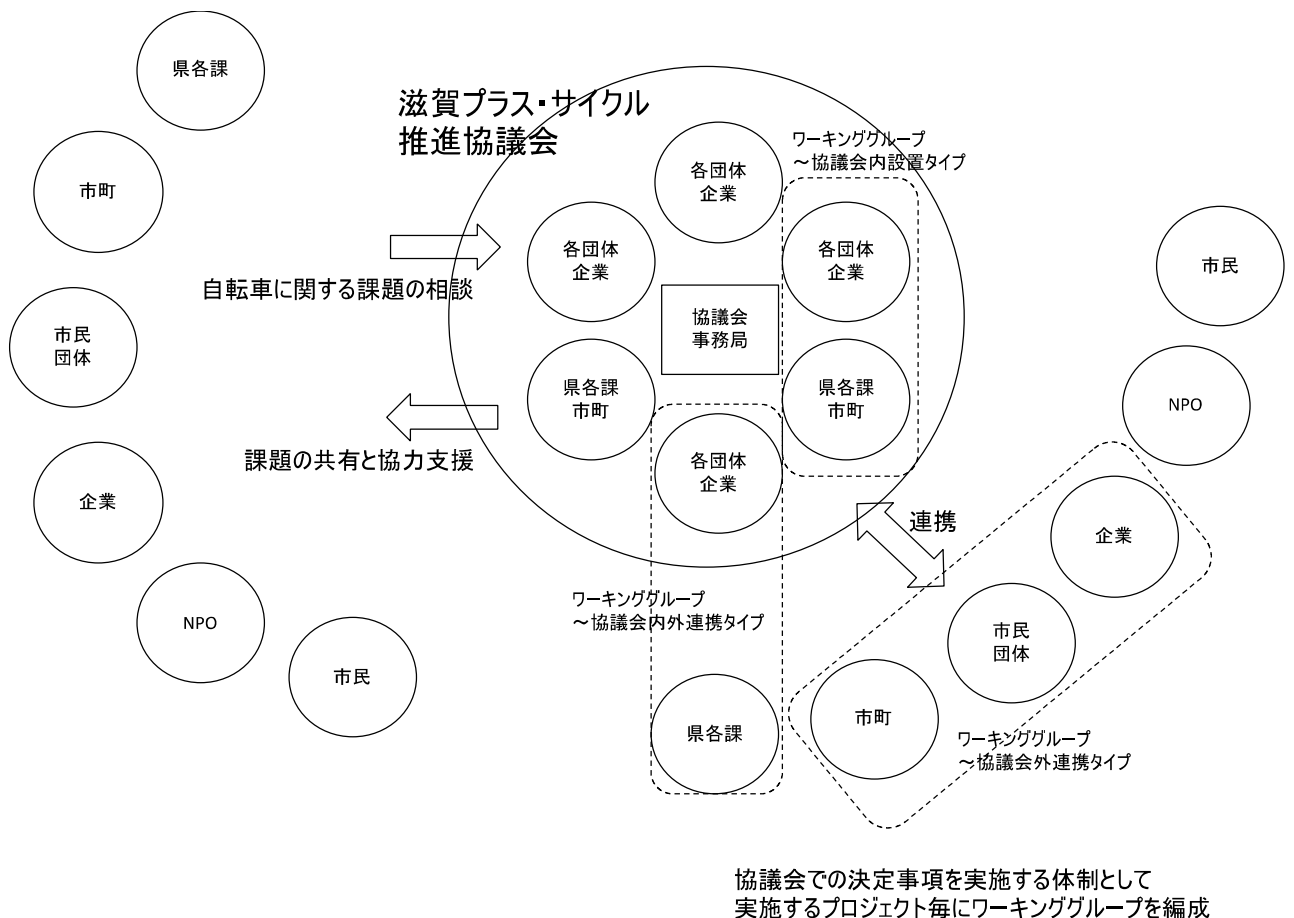 県各課
市町
市民
団体
企業
NPO
市民
自転車に関する課題の相談
課題の共有と協力支援
滋賀プラス・サイクル
推進協議会
各団体
企業
各団体
企業
県各課
市町
協議会
事務局
ワーキンググループ
～協議会内設置タイプ
各団体
企業
県各課
市町
各団体
企業
ワーキンググループ
～協議会内外連携タイプ
県各課
連携
市民
NPO
企業
市民
団体
市町
ワーキンググループ
～協議会外連携タイプ
協議会での決定事項を実施する体制として
実施するプロジェクト毎にワーキンググループを編成